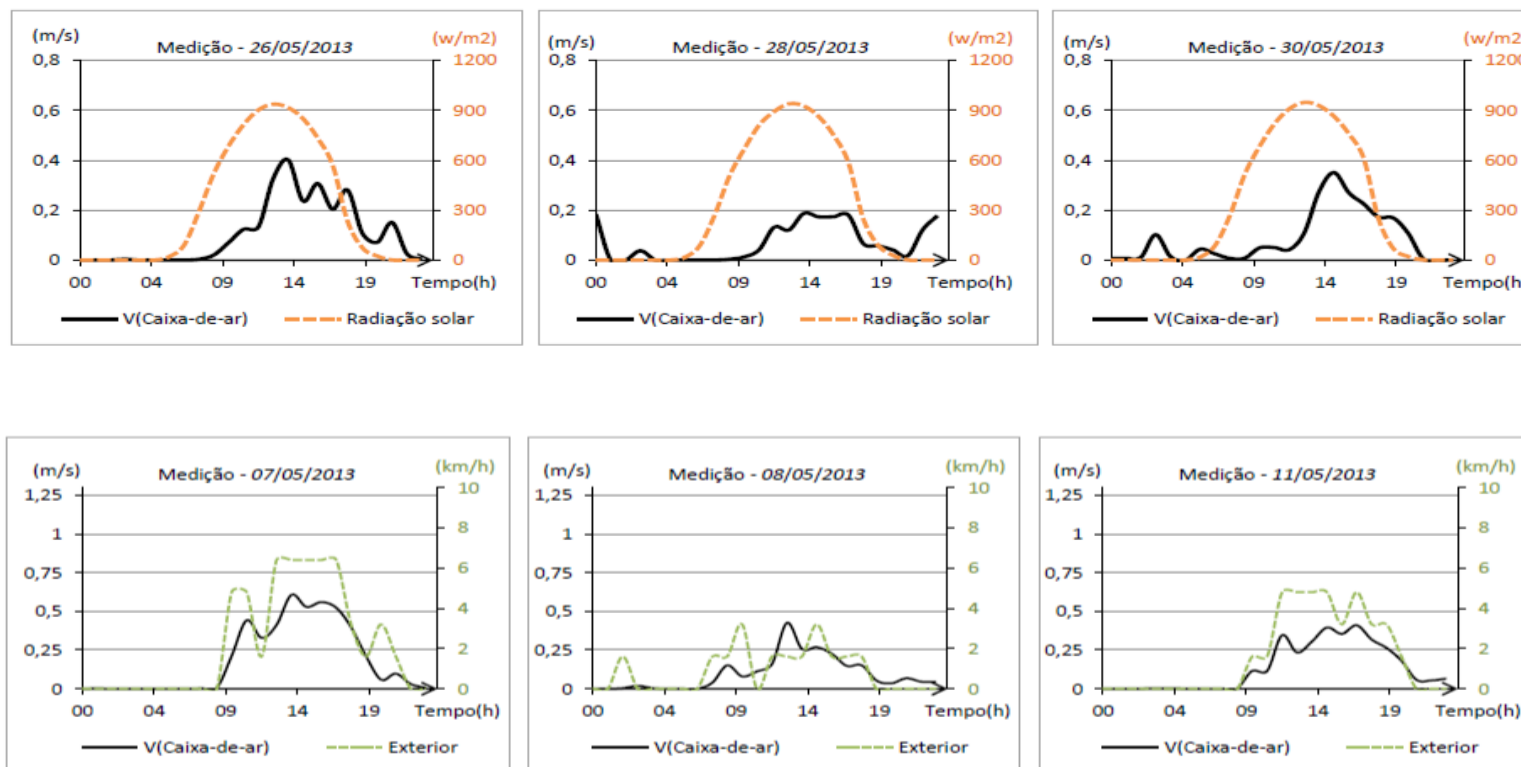 Medição - 26/05/2013
(m/s)
(w/m2)
0,8
0,6
0,4
0,2
0
1200
900
600
300
0
00 04 09 14 19 Tempo(h)
V(Caixa-de-ar) Radiação solar
Medição - 28/05/2013
(m/s)
(w/m2)
0,8
0,6
0,4
0,2
0
1200
900
600
300
0
00 04 09 14 19 Tempo(h)
V(Caixa-de-ar) Radiação solar
Medição - 30/05/2013
(m/s)
(w/m2)
0,8
0,6
0,4
0,2
0
1200
900
600
300
0
00 04 09 14 19 Tempo(h)
V(Caixa-de-ar) Radiação solar
Medição - 07/05/2013
(m/s)
(km/h)
1,25
1
0,75
0,5
0,25
0
10
8
6
4
2
0
00 04 09 14 19 Tempo(h)
V(Caixa-de-ar) Exterior
Medição - 08/05/2013
(m/s)
(km/h)
1,25
1
0,75
0,5
0,25
0
10
8
6
4
2
0
00 04 09 14 19 Tempo(h)
V(Caixa-de-ar) Exterior
Medição - 11/05/2013
(m/s)
(km/h)
1,25
1
0,75
0,5
0,25
0
10
8
6
4
2
0
00 04 09 14 19 Tempo(h)
V(Caixa-de-ar) Exterior